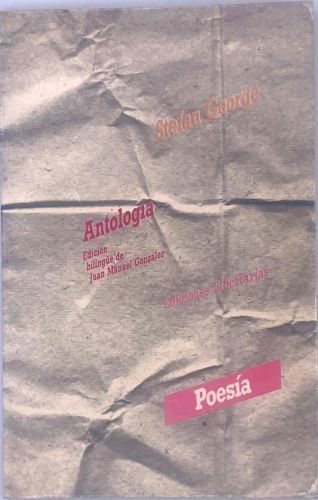 Stefan George
Antología
Edición
bilingüe de
Juan Manuel González
Ediciones Libertarias
Poesía